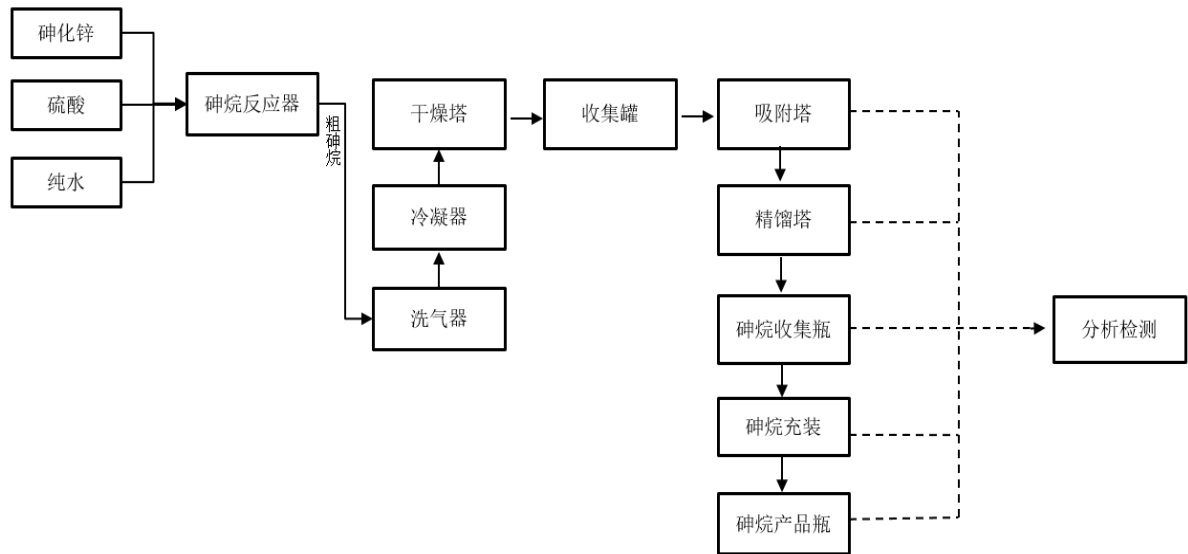 砷化锌
硫酸
纯水
砷烷反应器
粗砷烷
洗气器
冷凝器
干燥塔
收集罐
吸附塔
精馏塔
砷烷收集瓶
砷烷充装
砷烷产品瓶
分析检测